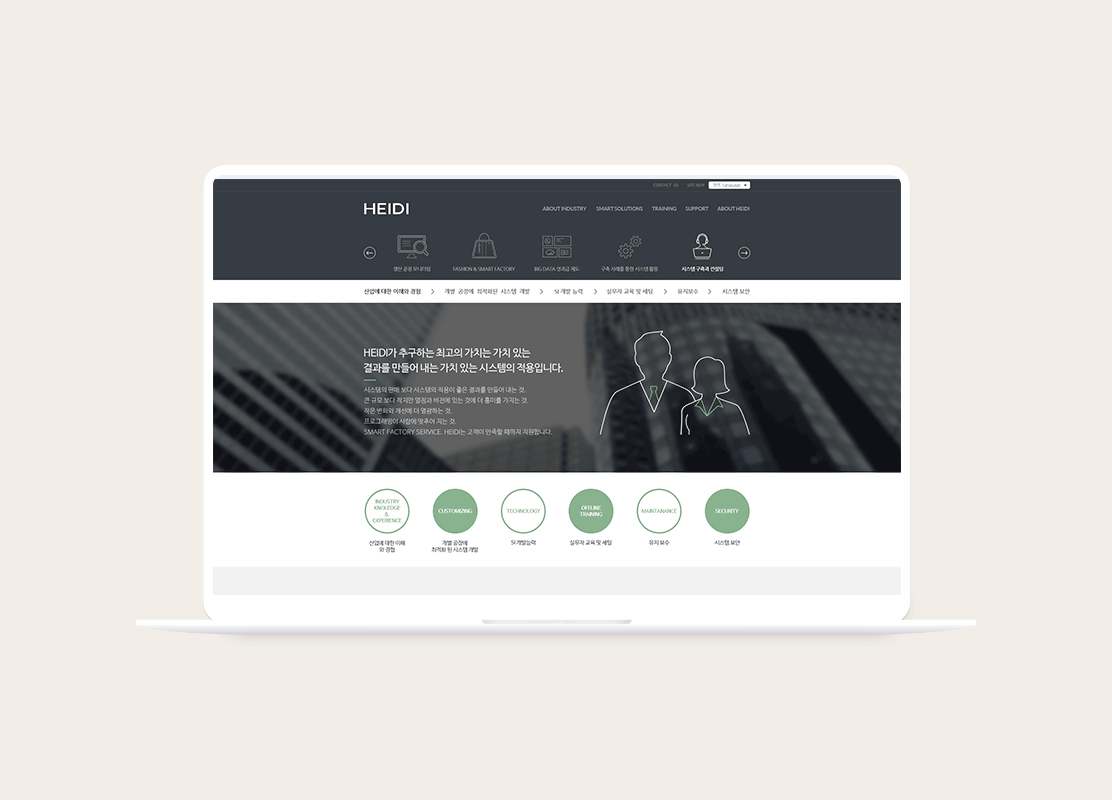 CONTACT US SITE MAP 한국 Language
HEIDI
ABOUT INDUSTRY SMART SOLUTIONS TRAINING SUPPORT ABOUT HEIDI
생산 공정 모니터링 FASHION & SMART FACTORY BIG DATA 성과급 제도 구축 사례를 통한 시스템 활용 시스템 구축과 컨설팅
산업에 대한 이해와 경험 > 개별 공정에 최적화된 시스템 개발 > SI 개발 능력 > 실무자 교육 및 세팅 > 유지보수 > 시스템 보안
HEIDI가 추구하는 최고의 가치는 가치 있는
결과를 만들어 내는 가치 있는 시스템의 적용입니다.
시스템의 판매 보다 시스템의 적용이 좋은 결과를 만들어 내는 것,
큰 규모 보다 작지만 열정과 비전에 있는 것에 더 흥미를 가지는 것.
작은 변화와 개선에 더 열광하는 것,
프로그래밍이 사람에 맞추어 지는 것.
SMART FACTORY SERVICE. HEIDI는 고객이 만족할 때까지 지원합니다.
INDUSTRY
KNOLEDGE
&
EXPERIENCE
산업에 대한 이해
와 경험
CUSTOMIZING
개별 공정에
최적화 된 시스템 개발
TECHNOLOGY
SI 개발 능력
OFFLINE
TRAINING
실무자 교육 및 세팅
MAINTANANCE
유지 보수
SECURITY
시스템 보안